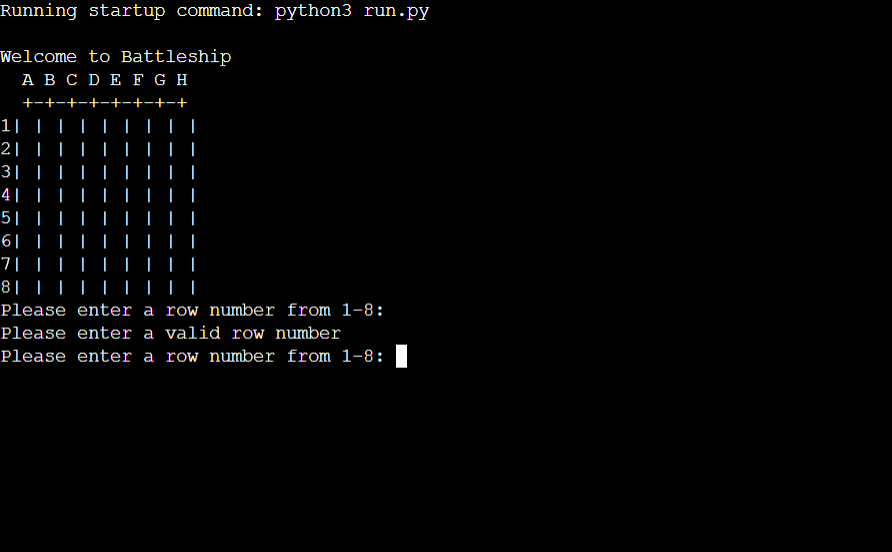 Running startup command: python3 run.py
Welcome to Battleship
  A B C D E F G H
  +-+-+-+-+-+-+-+
1| | | | | | | | |
2| | | | | | | | |
3| | | | | | | | |
4| | | | | | | | |
5| | | | | | | | |
6| | | | | | | | |
7| | | | | | | | |
8| | | | | | | | |
Please enter a row number from 1-8:
Please enter a valid row number
Please enter a row number from 1-8: